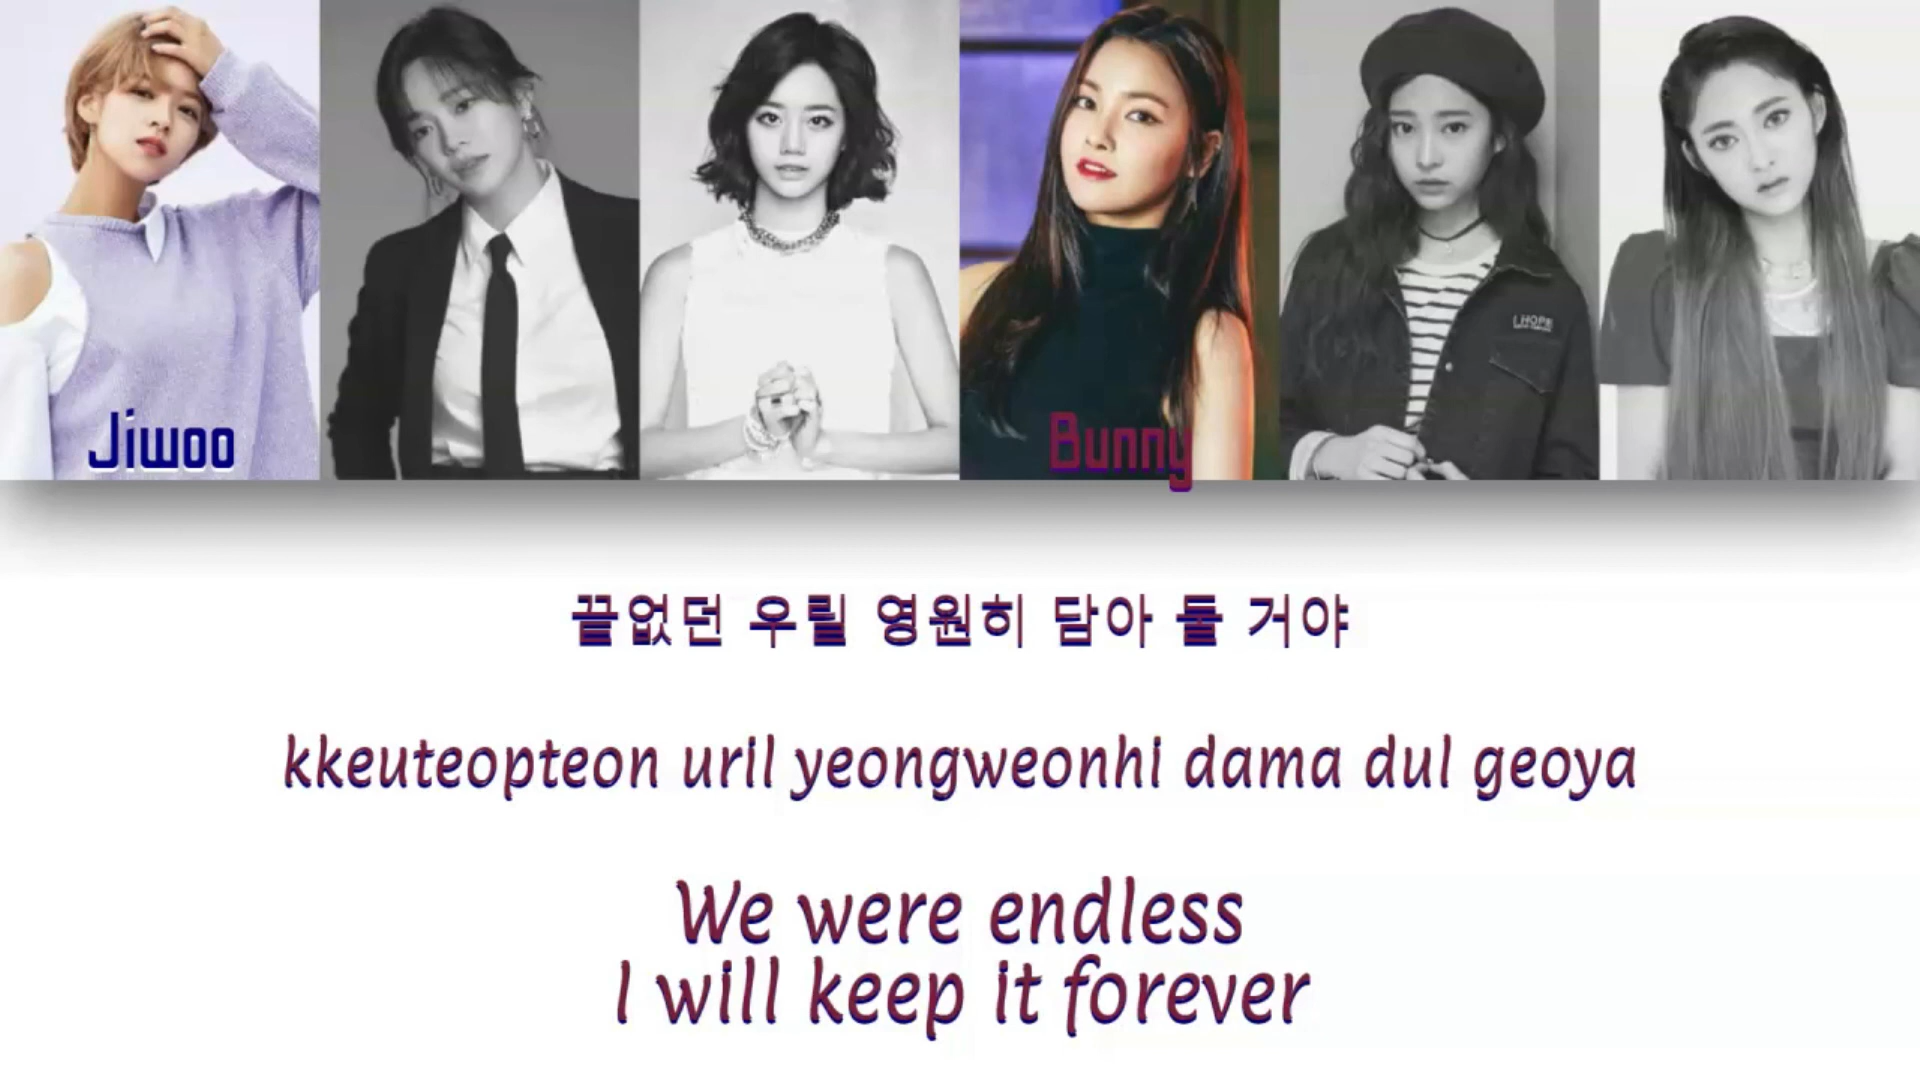 I HOPE
Jiwoo
Bunny
끝없던 우릴 영원히 담아 둘 거야
kkeuteopteon uril yeongweonhi dama dul geoya
We were endless
I will keep it forever